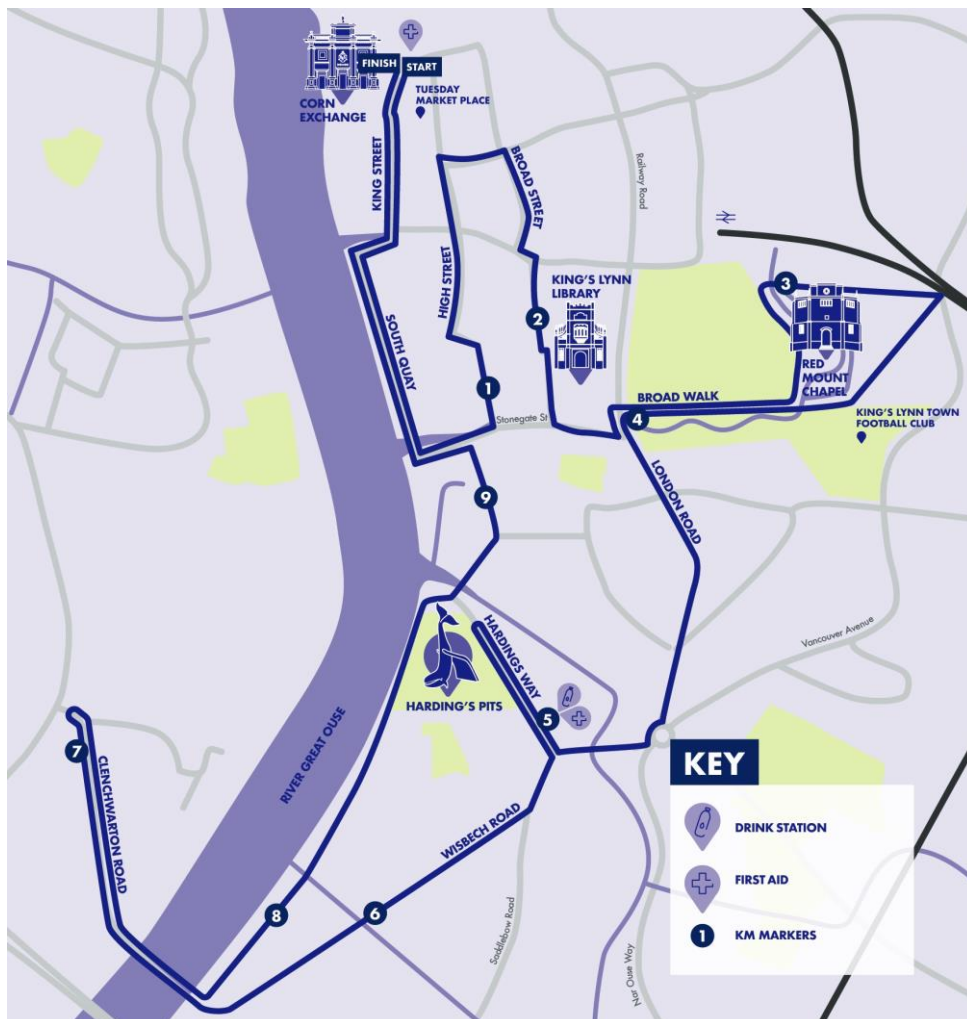 FINISH
START
CORN
EXCHANGE
TUESDAY
MARKET PLACE
KING STREET
HIGH STREET
BROAD STREET
Railway Road
SOUTH QUAY
KING'S LYNN
LIBRARY
1
2
3
RED
MOUNT
CHAPEL
BROAD WALK
4
KING'S LYNN TOWN
FOOTBALL CLUB
Stonegate St
LONDON ROAD
9
Vancouver Avenue
HARDINGS WAY
HARDING'S PITS
5
7
CLENCHWARTON ROAD
RIVER GREAT OUSE
WISBECH ROAD
8
6
Saddlebow Road
Nar Ouse Way
KEY
DRINK STATION
FIRST AID
1
KM MARKERS